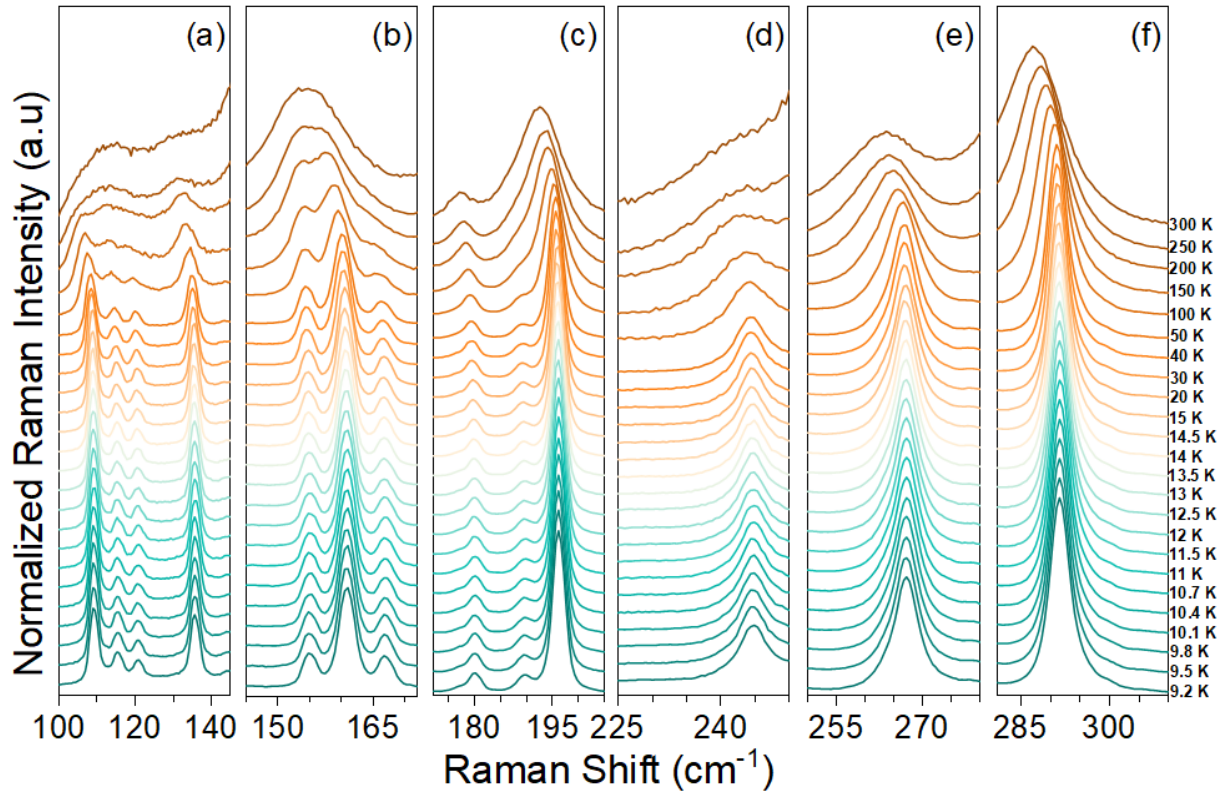 (a) (b) (c) (d) (e) (f)
Normalized Raman Intensity (a.u)
300 K
250 K
200 K
150 K
100 K
50 K
40 K
30 K
20 K
15 K
14.5 K
14 K
13.5 K
13 K
12.5 K
12 K
11.5 K
11 K
10.7 K
10.4 K
10.1 K
9.8 K
9.5 K
9.2 K
100 120 140 150 165 180 195 225 240 255 270 285 300
Raman Shift (cm-1)